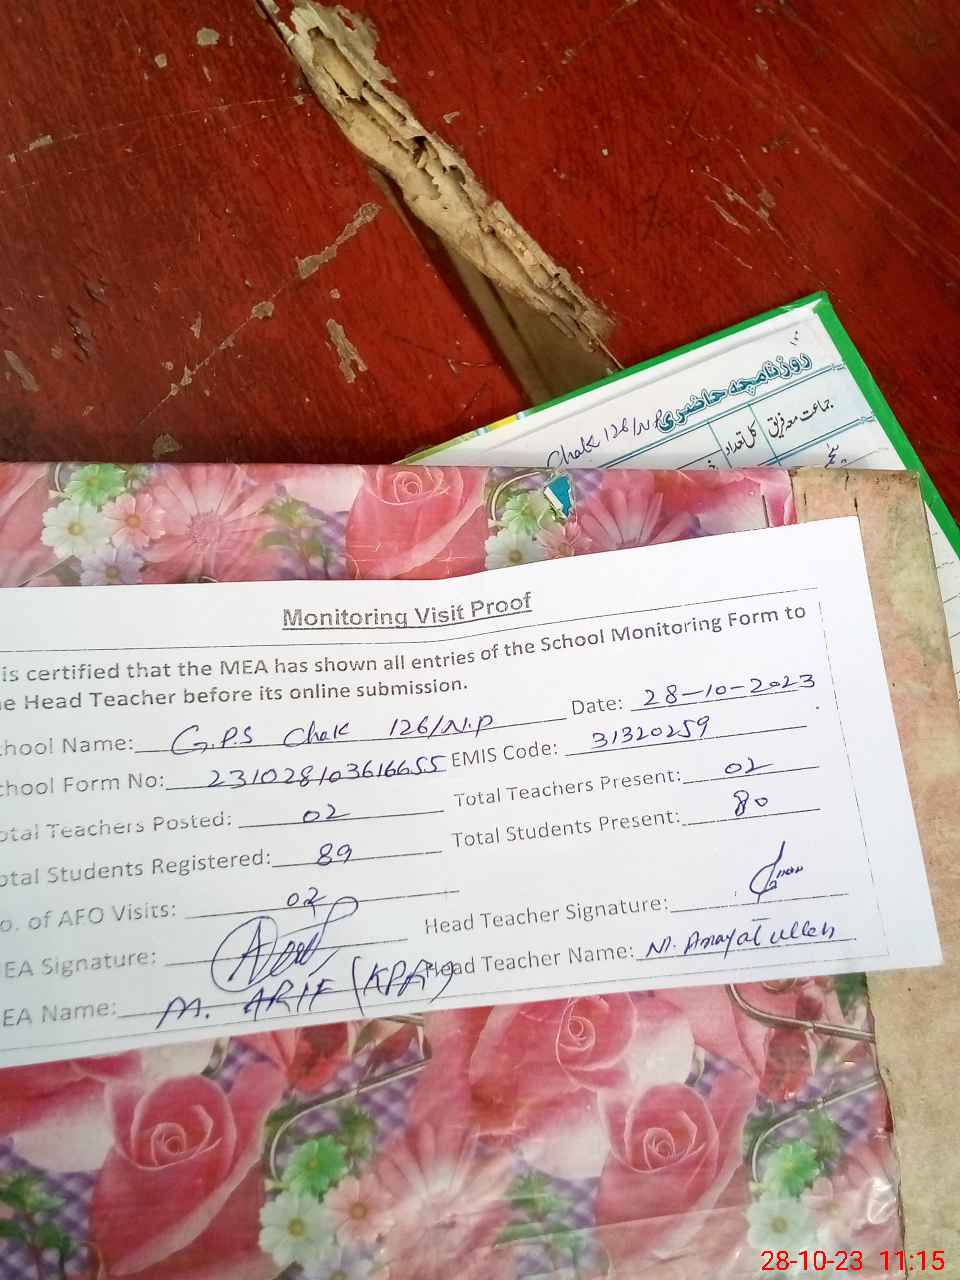 روزنامچہ حاضری
Chak 126/N.P
جماعت معہ فریق کل تعداد
Monitoring Visit Proof
is certified that the MEA has shown all entries of the School Monitoring Form to
e Head Teacher before its online submission.
chool Name: G.P.S Chak 126/N.P Date: 28-10-2023
chool Form No: 231028103616655 EMIS Code: 31320259
otal Teachers Posted: 02 Total Teachers Present: 02
otal Students Registered: 89 Total Students Present: 80
o. of AFO Visits: 02
EA Signature: Head Teacher Signature:
EA Name: M. ARIF (KPR) Head Teacher Name: M. Anayat ullah
28-10-23 11:15